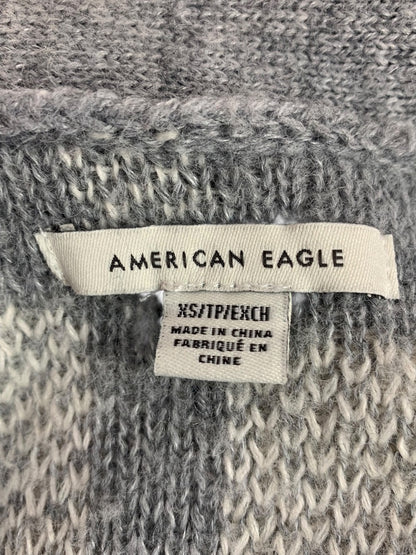 AMERICAN EAGLE
XS/TP/EXCH
MADE IN CHINA
FABRIQUÉ EN
CHINE